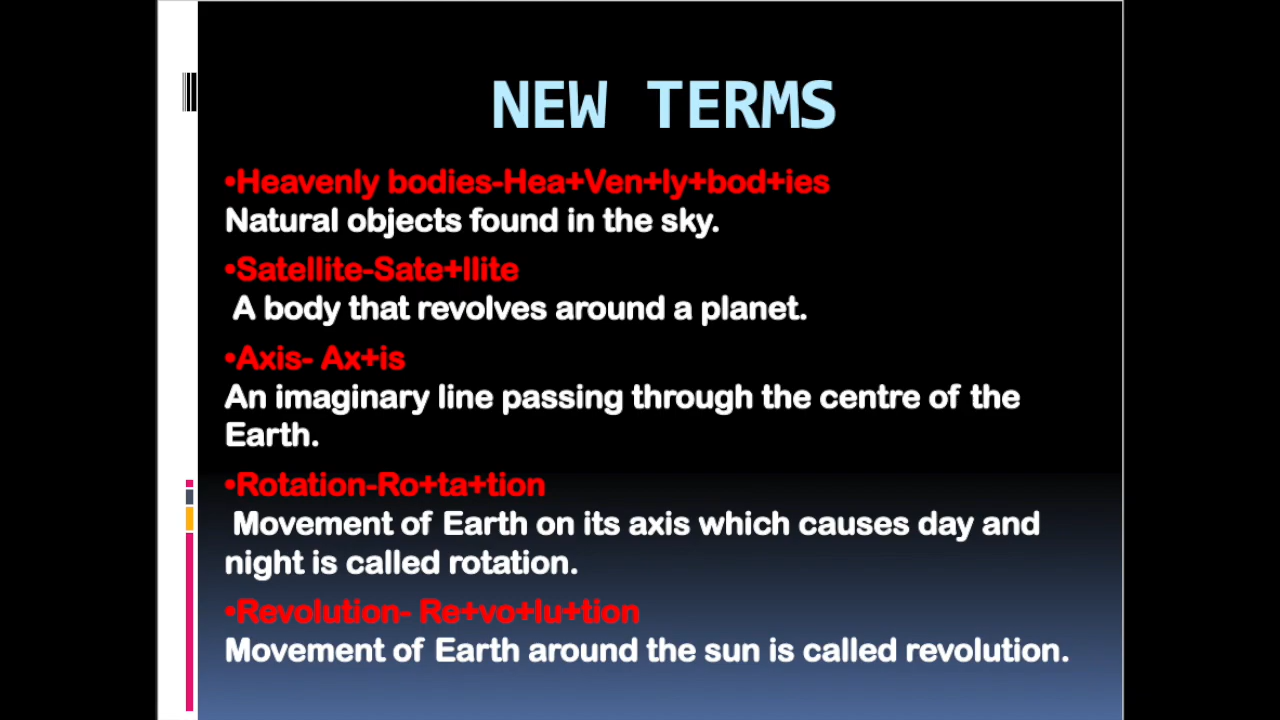 NEW TERMS
•Heavenly bodies-Hea+Ven+ly+bod+ies
Natural objects found in the sky.
•Satellite-Sate+llite
A body that revolves around a planet.
•Axis- Ax+is
An imaginary line passing through the centre of the
Earth.
•Rotation-Ro+ta+tion
Movement of Earth on its axis which causes day and
night is called rotation.
•Revolution- Re+vo+lu+tion
Movement of Earth around the sun is called revolution.